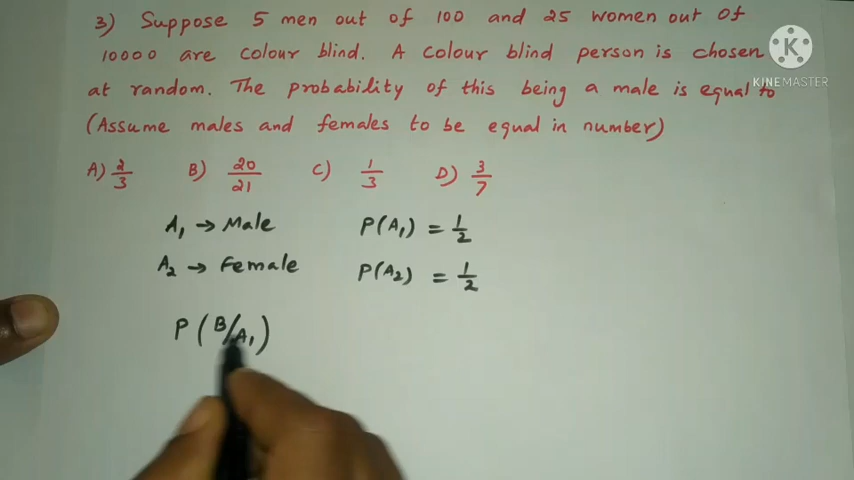 3) Suppose 5 men out of 100 and 25 women out of
10000 are colour blind. A colour blind person is chosen
at random. The probability of this being a male is equal to
(Assume males and females to be equal in number)
A) 2/3 B) 20/21 C) 1/3 D) 3/7
A₁ → Male P(A₁) = 1/2
A₂ → Female P(A₂) = 1/2
P(B/A₁)
K
KINEMASTER